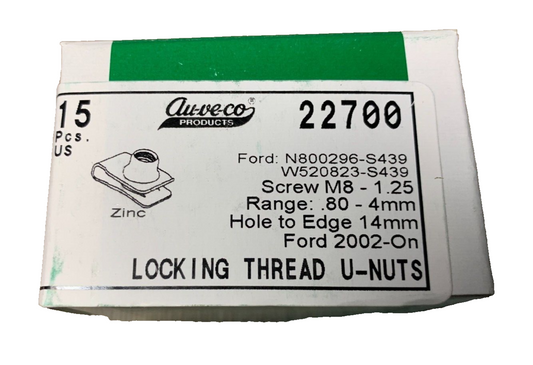 15
Pcs.
US
Au-ve-co
PRODUCTS
22700
Ford: N800296-S439
W520823-S439
Screw M8 - 1.25
Range: .80 - 4mm
Hole to Edge 14mm
Ford 2002-On
Zinc
LOCKING THREAD U-NUTS